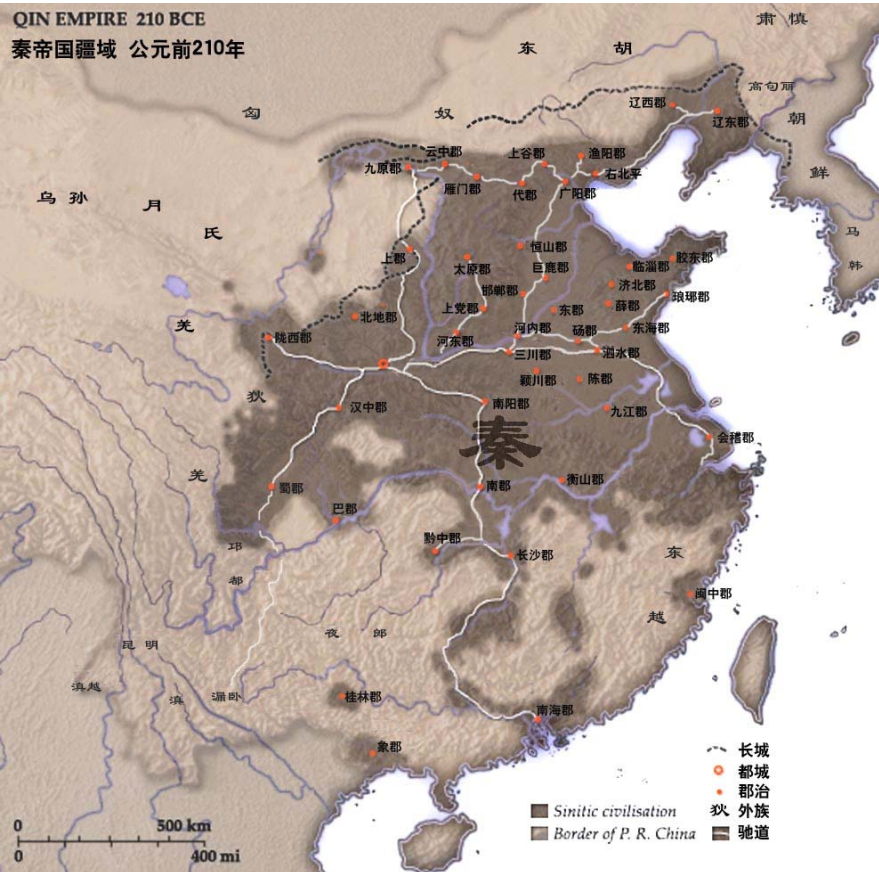 QIN EMPIRE 210 BCE
秦帝国疆域 公元前210年
肃慎
东胡
高句丽
辽西郡
辽东郡
匈奴
朝鲜
云中郡
上谷郡
渔阳郡
九原郡
右北平
雁门郡
代郡
广阳郡
乌孙
月氏
马韩
上郡
恒山郡
太原郡
巨鹿郡
临淄郡
胶东郡
邯郸郡
济北郡
琅琊郡
北地郡
上党郡
东郡
薛郡
羌
陇西郡
河东郡
河内郡
砀郡
东海郡
三川郡
泗水郡
颍川郡
陈郡
狄
汉中郡
南阳郡
九江郡
秦
会稽郡
羌
蜀郡
南郡
衡山郡
巴郡
黔中郡
长沙郡
邛都
东越
闽中郡
夜郎
昆明
滇越
滇
漏卧
桂林郡
南海郡
象郡
长城
都城
郡治
狄 外族
驰道
Sinitic civilisation
Border of P. R. China
0 500 km
0 400 mi